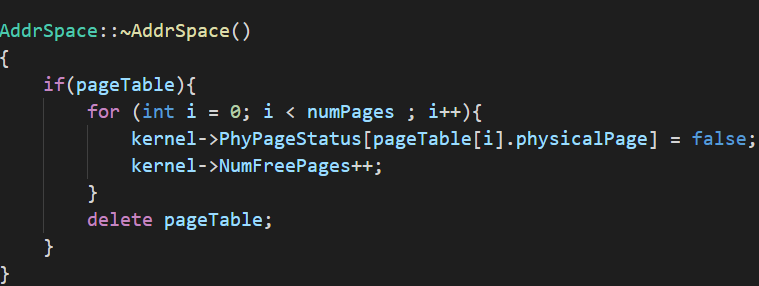 AddrSpace::~AddrSpace()
{
    if(pageTable){
        for (int i = 0; i < numPages ; i++){
            kernel->PhyPageStatus[pageTable[i].physicalPage] = false;
            kernel->NumFreePages++;
        }
        delete pageTable;
    }
}